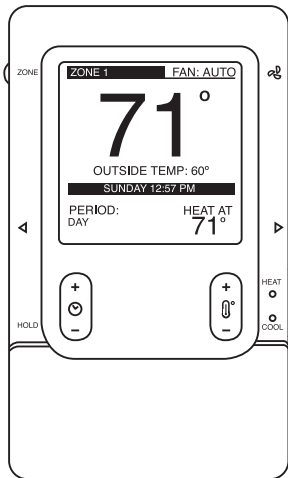 ZONE
ZONE 1 FAN: AUTO
71°
OUTSIDE TEMP: 60°
SUNDAY 12:57 PM
PERIOD: HEAT AT
DAY 71°
+ +
°
− −
HEAT
HOLD COOL